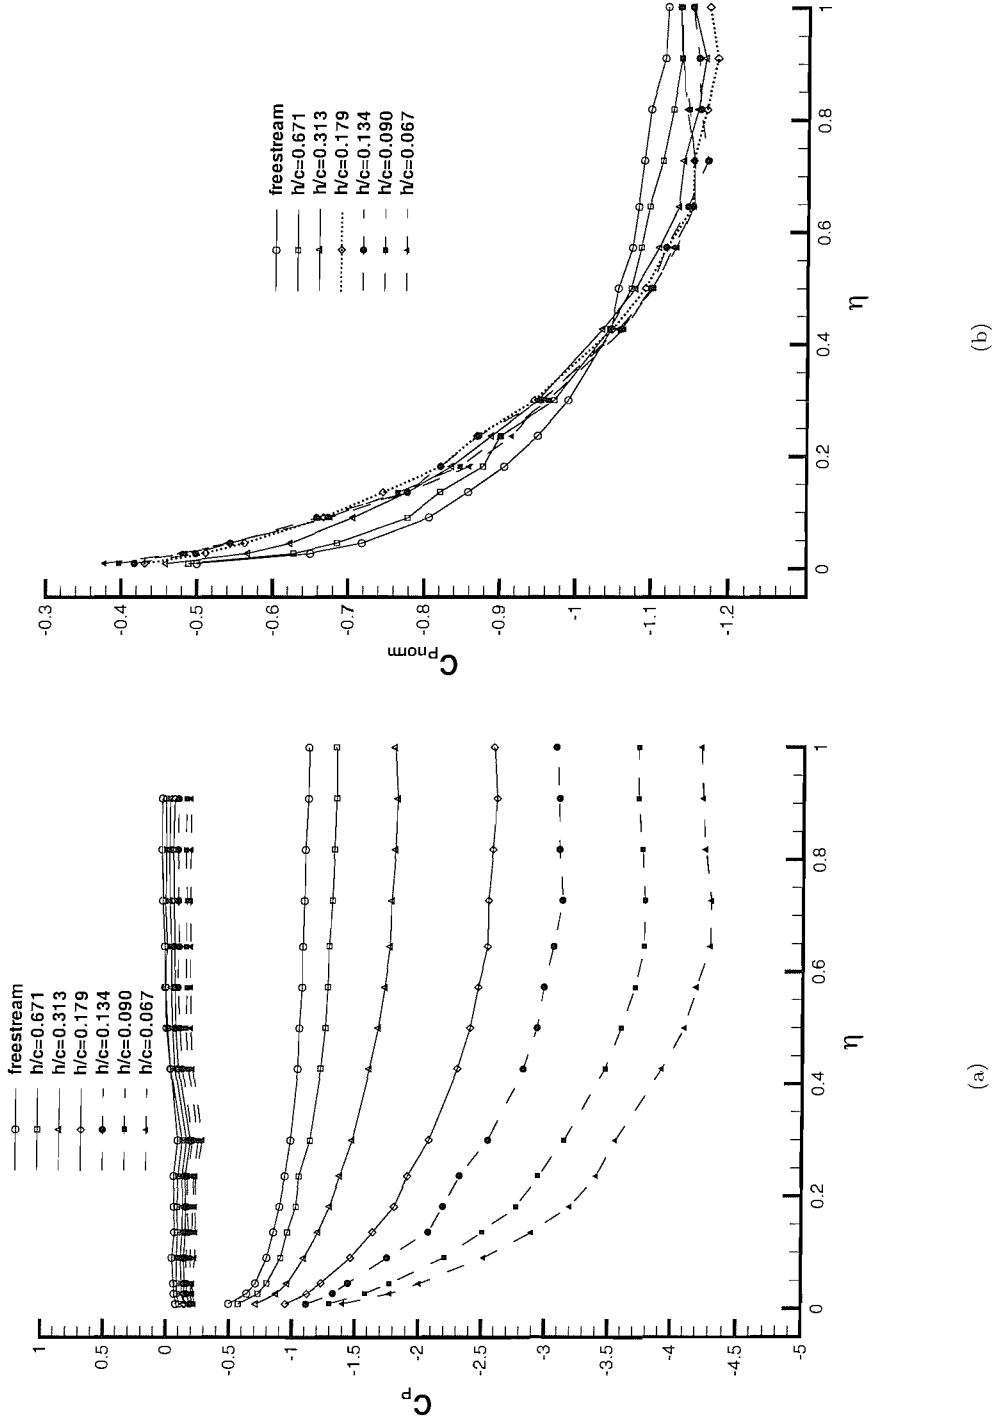 freestream
h/c=0.671
h/c=0.313
h/c=0.179
h/c=0.134
h/c=0.090
h/c=0.067
1
0.5
0
-0.5
-1
-1.5
-2
-2.5
-3
-3.5
-4
-4.5
-5
CP
0
0.2
0.4
0.6
0.8
1
η
(a)
freestream
h/c=0.671
h/c=0.313
h/c=0.179
h/c=0.134
h/c=0.090
h/c=0.067
-0.3
-0.4
-0.5
-0.6
-0.7
-0.8
-0.9
-1
-1.1
-1.2
CPnorm
0
0.2
0.4
0.6
0.8
1
η
(b)